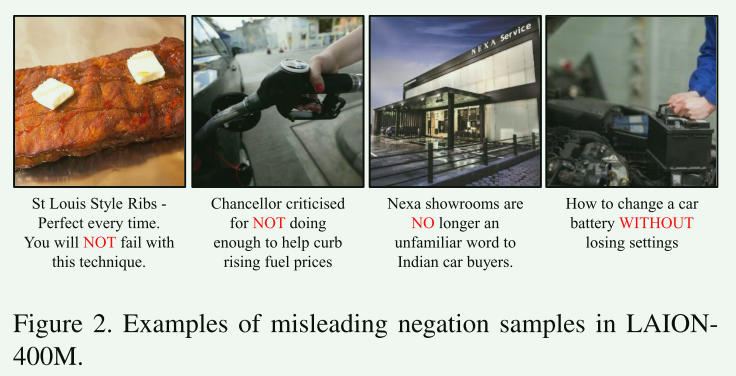 NEXA Service
St Louis Style Ribs -
Perfect every time.
You will NOT fail with
this technique.
Chancellor criticised
for NOT doing
enough to help curb
rising fuel prices
Nexa showrooms are
NO longer an
unfamiliar word to
Indian car buyers.
How to change a car
battery WITHOUT
losing settings
Figure 2. Examples of misleading negation samples in LAION-
400M.